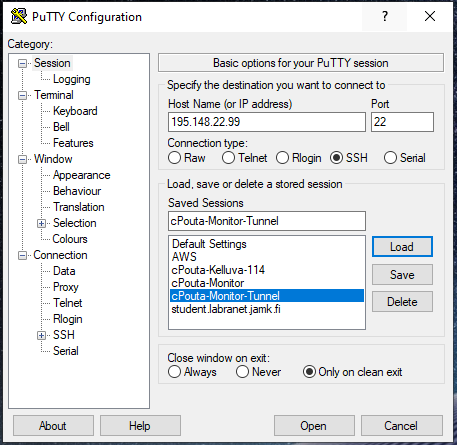 PuTTY Configuration
Category:
Session
Logging
Terminal
Keyboard
Bell
Features
Window
Appearance
Behaviour
Translation
Selection
Colours
Connection
Data
Proxy
Telnet
Rlogin
SSH
Serial
Basic options for your PuTTY session
Specify the destination you want to connect to
Host Name (or IP address) Port
195.148.22.99 22
Connection type:
Raw Telnet Rlogin SSH Serial
Load, save or delete a stored session
Saved Sessions
cPouta-Monitor-Tunnel
Default Settings
AWS
cPouta-Kelluva-114
cPouta-Monitor
cPouta-Monitor-Tunnel
student.labranet.jamk.fi
Load
Save
Delete
Close window on exit:
Always Never Only on clean exit
About Help Open Cancel